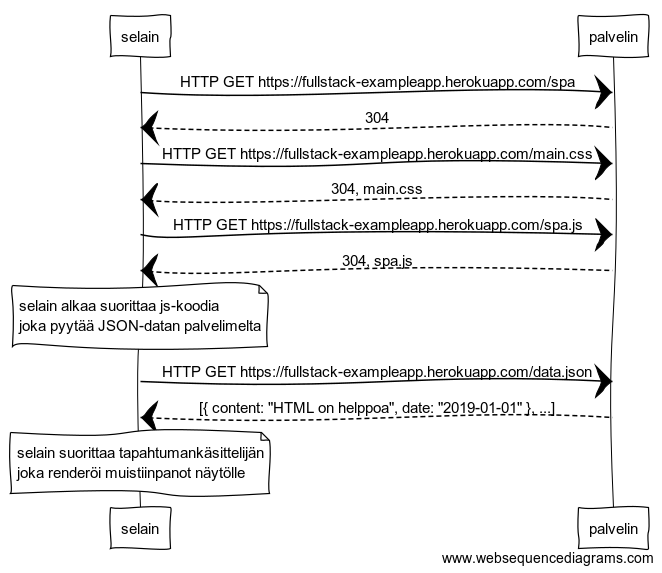 selain
palvelin
HTTP GET https://fullstack-exampleapp.herokuapp.com/spa
304
HTTP GET https://fullstack-exampleapp.herokuapp.com/main.css
304, main.css
HTTP GET https://fullstack-exampleapp.herokuapp.com/spa.js
304, spa.js
selain alkaa suorittaa js-koodia
joka pyytää JSON-datan palvelimelta
HTTP GET https://fullstack-exampleapp.herokuapp.com/data.json
[{ content: "HTML on helppoa", date: "2019-01-01" }, ...]
selain suorittaa tapahtumankäsittelijän
joka renderöi muistiinpanot näytölle
selain
palvelin
www.websequencediagrams.com